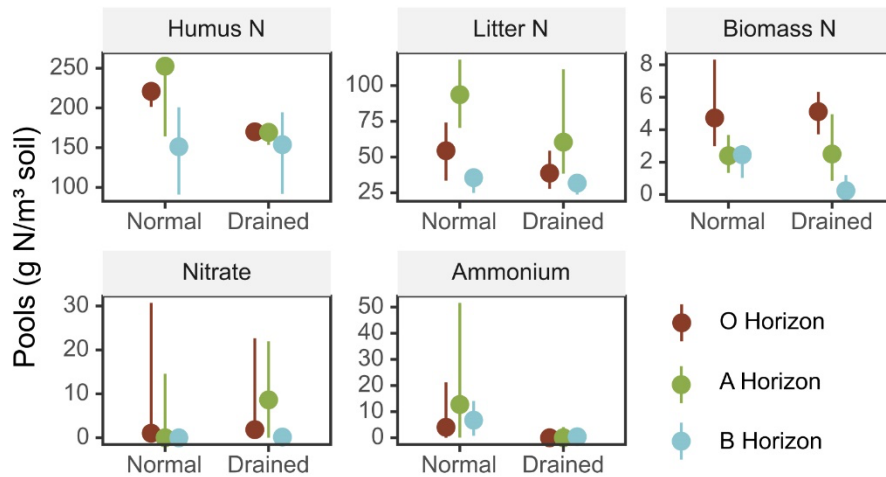 Humus N
Litter N
Biomass N
Pools (g N/m³ soil)
250
200
150
100
Normal
Drained
100
75
50
25
Normal
Drained
8
6
4
2
0
Normal
Drained
Nitrate
Ammonium
30
20
10
0
Normal
Drained
50
40
30
20
10
0
Normal
Drained
O Horizon
A Horizon
B Horizon